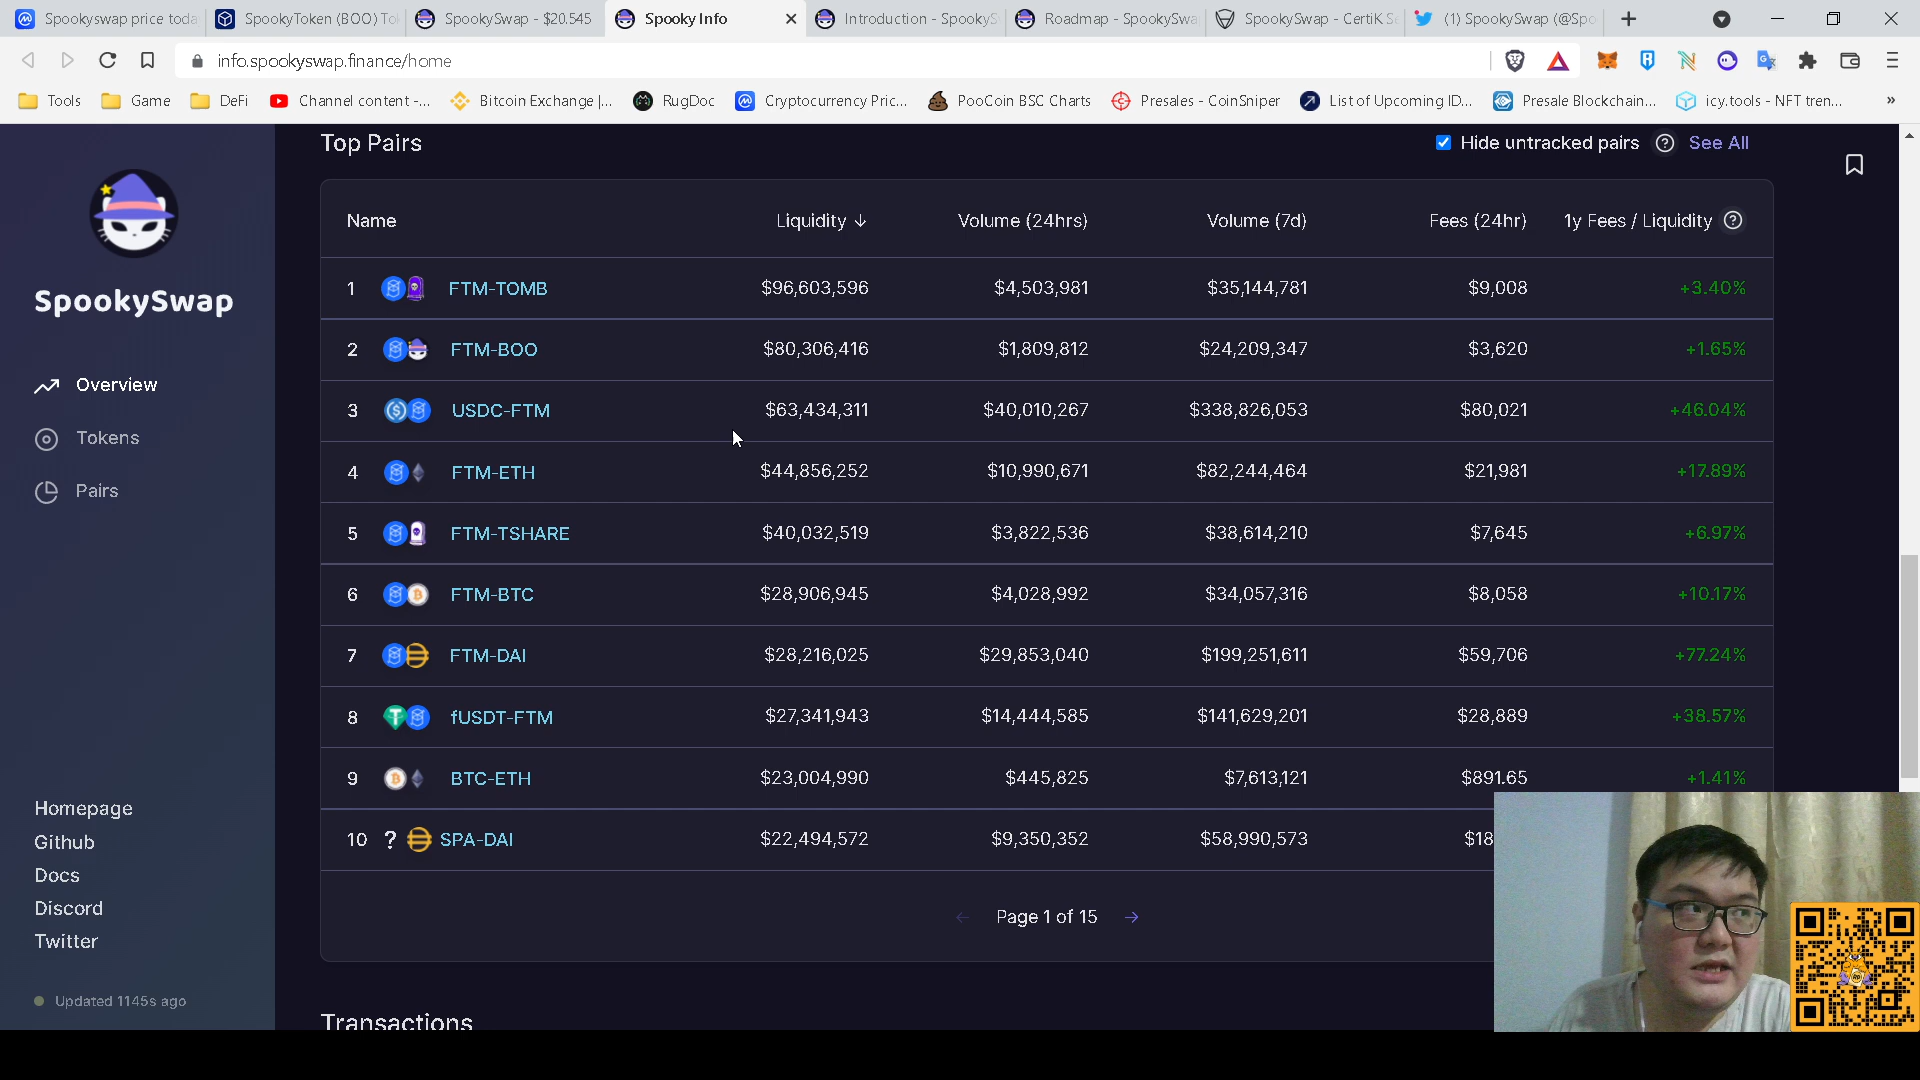 Spookyswap price toda
SpookyToken (BOO) To
SpookySwap - $20.545
Spooky Info
Introduction - SpookyS
Roadmap - SpookySwa
SpookySwap - CertiK S
(1) SpookySwap (@Spo
info.spookyswap.finance/home
Tools
Game
DeFi
Channel content -...
Bitcoin Exchange |...
RugDoc
Cryptocurrency Pric...
PooCoin BSC Charts
Presales - CoinSniper
List of Upcoming ID...
Presale Blockchain...
icy.tools - NFT tren...
»
SpookySwap
Overview
Tokens
Pairs
Homepage
Github
Docs
Discord
Twitter
Updated 1145s ago
Top Pairs
Hide untracked pairs ? See All
Name Liquidity ↓ Volume (24hrs) Volume (7d) Fees (24hr) 1y Fees / Liquidity ?
1 FTM-TOMB $96,603,596 $4,503,981 $35,144,781 $9,008 +3.40%
2 FTM-BOO $80,306,416 $1,809,812 $24,209,347 $3,620 +1.65%
3 USDC-FTM $63,434,311 $40,010,267 $338,826,053 $80,021 +46.04%
4 FTM-ETH $44,856,252 $10,990,671 $82,244,464 $21,981 +17.89%
5 FTM-TSHARE $40,032,519 $3,822,536 $38,614,210 $7,645 +6.97%
6 FTM-BTC $28,906,945 $4,028,992 $34,057,316 $8,058 +10.17%
7 FTM-DAI $28,216,025 $29,853,040 $199,251,611 $59,706 +77.24%
8 fUSDT-FTM $27,341,943 $14,444,585 $141,629,201 $28,889 +38.57%
9 BTC-ETH $23,004,990 $445,825 $7,613,121 $891.65 +1.41%
10 ? SPA-DAI $22,494,572 $9,350,352 $58,990,573 $18
← Page 1 of 15 →
Transactions